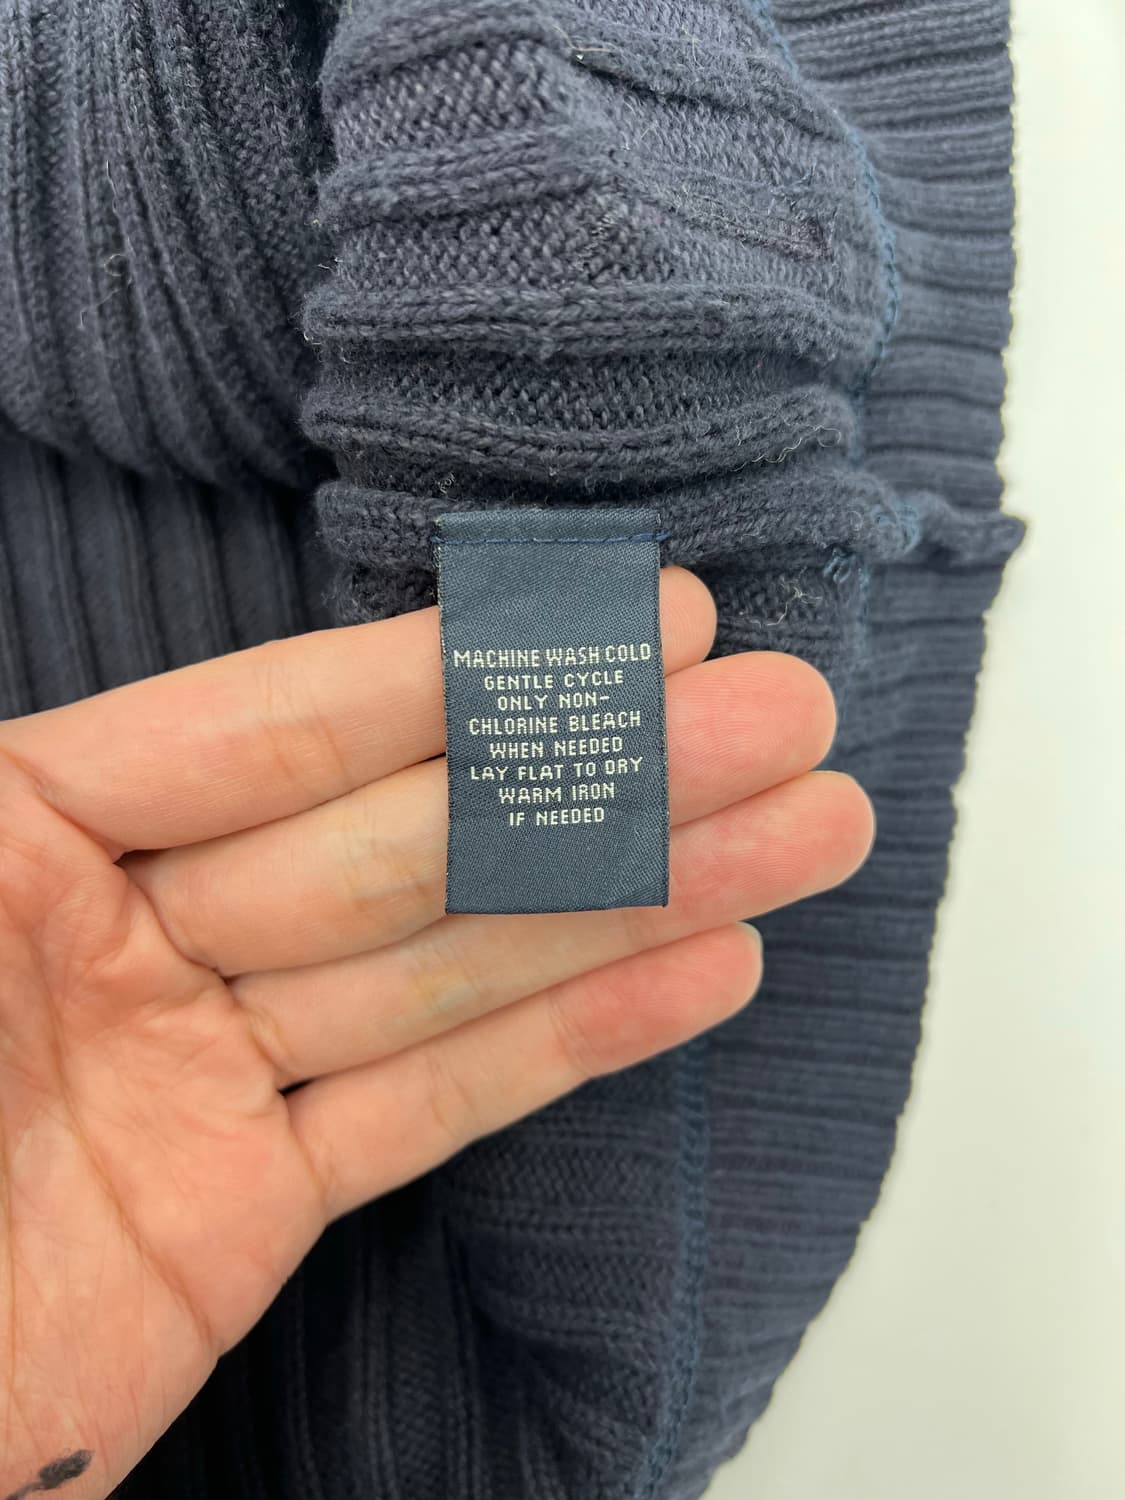 MACHINE WASH COLD
GENTLE CYCLE
ONLY NON-
CHLORINE BLEACH
WHEN NEEDED
LAY FLAT TO DRY
WARM IRON
IF NEEDED